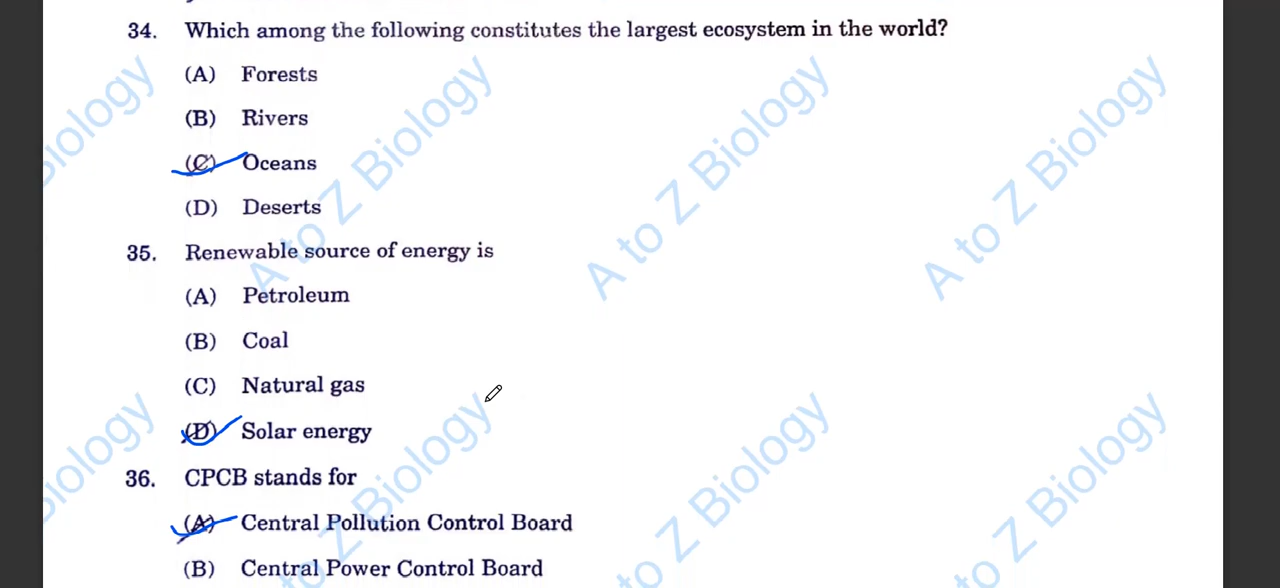 34. Which among the following constitutes the largest ecosystem in the world?
(A) Forests
(B) Rivers
(C) Oceans
(D) Deserts
35. Renewable source of energy is
(A) Petroleum
(B) Coal
(C) Natural gas
(D) Solar energy
36. CPCB stands for
(A) Central Pollution Control Board
(B) Central Power Control Board
Biology
A to Z Biology
A to Z Biology
A to Z Biology
Biology
to Z Biology
to Z Biology
to Z Biology